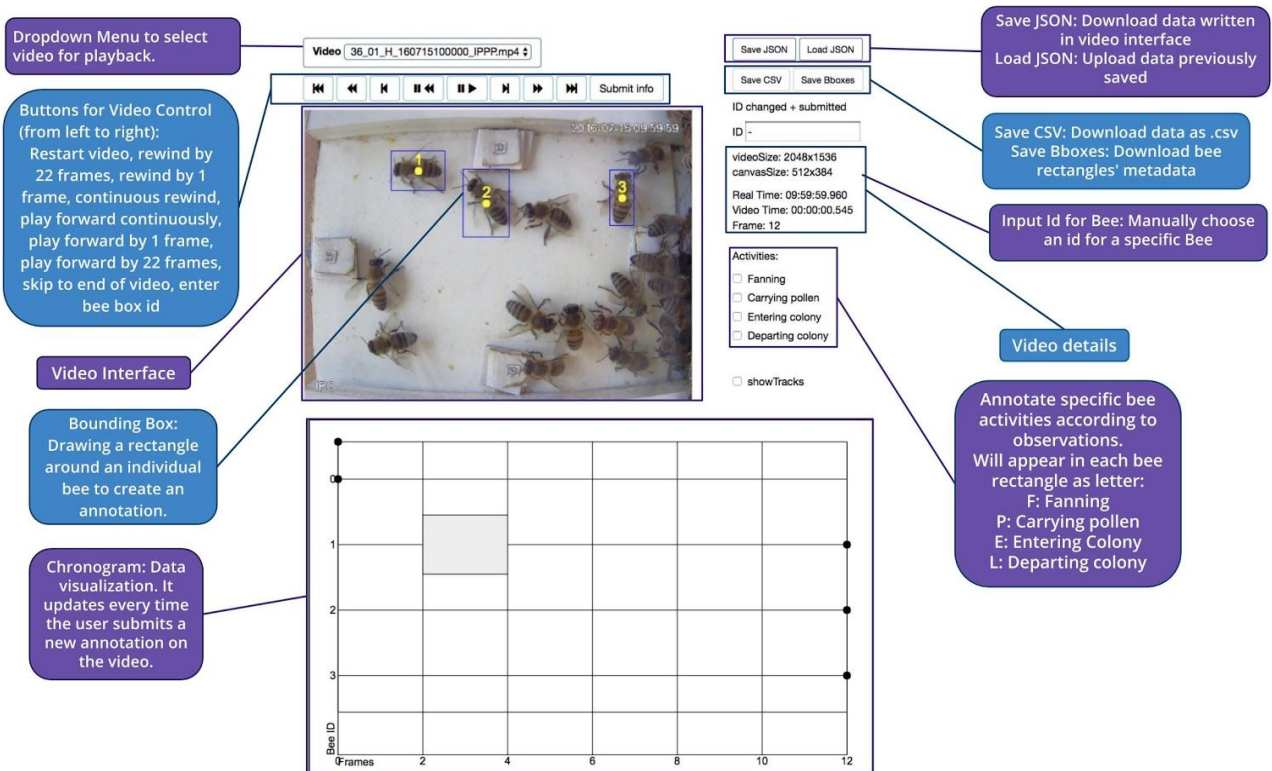 Dropdown Menu to select
video for playback.
Video 36_01_H_160715100000_IPPP.mp4
Submit info
Save JSON
Load JSON
Save CSV
Save Bboxes
Save JSON: Download data written
in video interface
Load JSON: Upload data previously
saved
Buttons for Video Control
(from left to right):
Restart video, rewind by
22 frames, rewind by 1
frame, continuous rewind,
play forward continuously,
play forward by 1 frame,
play forward by 22 frames,
skip to end of video, enter
bee box id
2016-07-15 09:59:59
1
2
3
IPC
ID changed + submitted
ID -
videoSize: 2048x1536
canvasSize: 512x384
Real Time: 09:59:59.960
Video Time: 00:00:00.545
Frame: 12
Save CSV: Download data as .csv
Save Bboxes: Download bee
rectangles' metadata
Input Id for Bee: Manually choose
an id for a specific Bee
Activities:
Fanning
Carrying pollen
Entering colony
Departing colony
showTracks
Video details
Video Interface
Bounding Box:
Drawing a rectangle
around an individual
bee to create an
annotation.
Annotate specific bee
activities according to
observations.
Will appear in each bee
rectangle as letter:
F: Fanning
P: Carrying pollen
E: Entering Colony
L: Departing colony
Chronogram: Data
visualization. It
updates every time
the user submits a
new annotation on
the video.
0
1
2
3
Bee ID
0
Frames
2
4
6
8
10
12